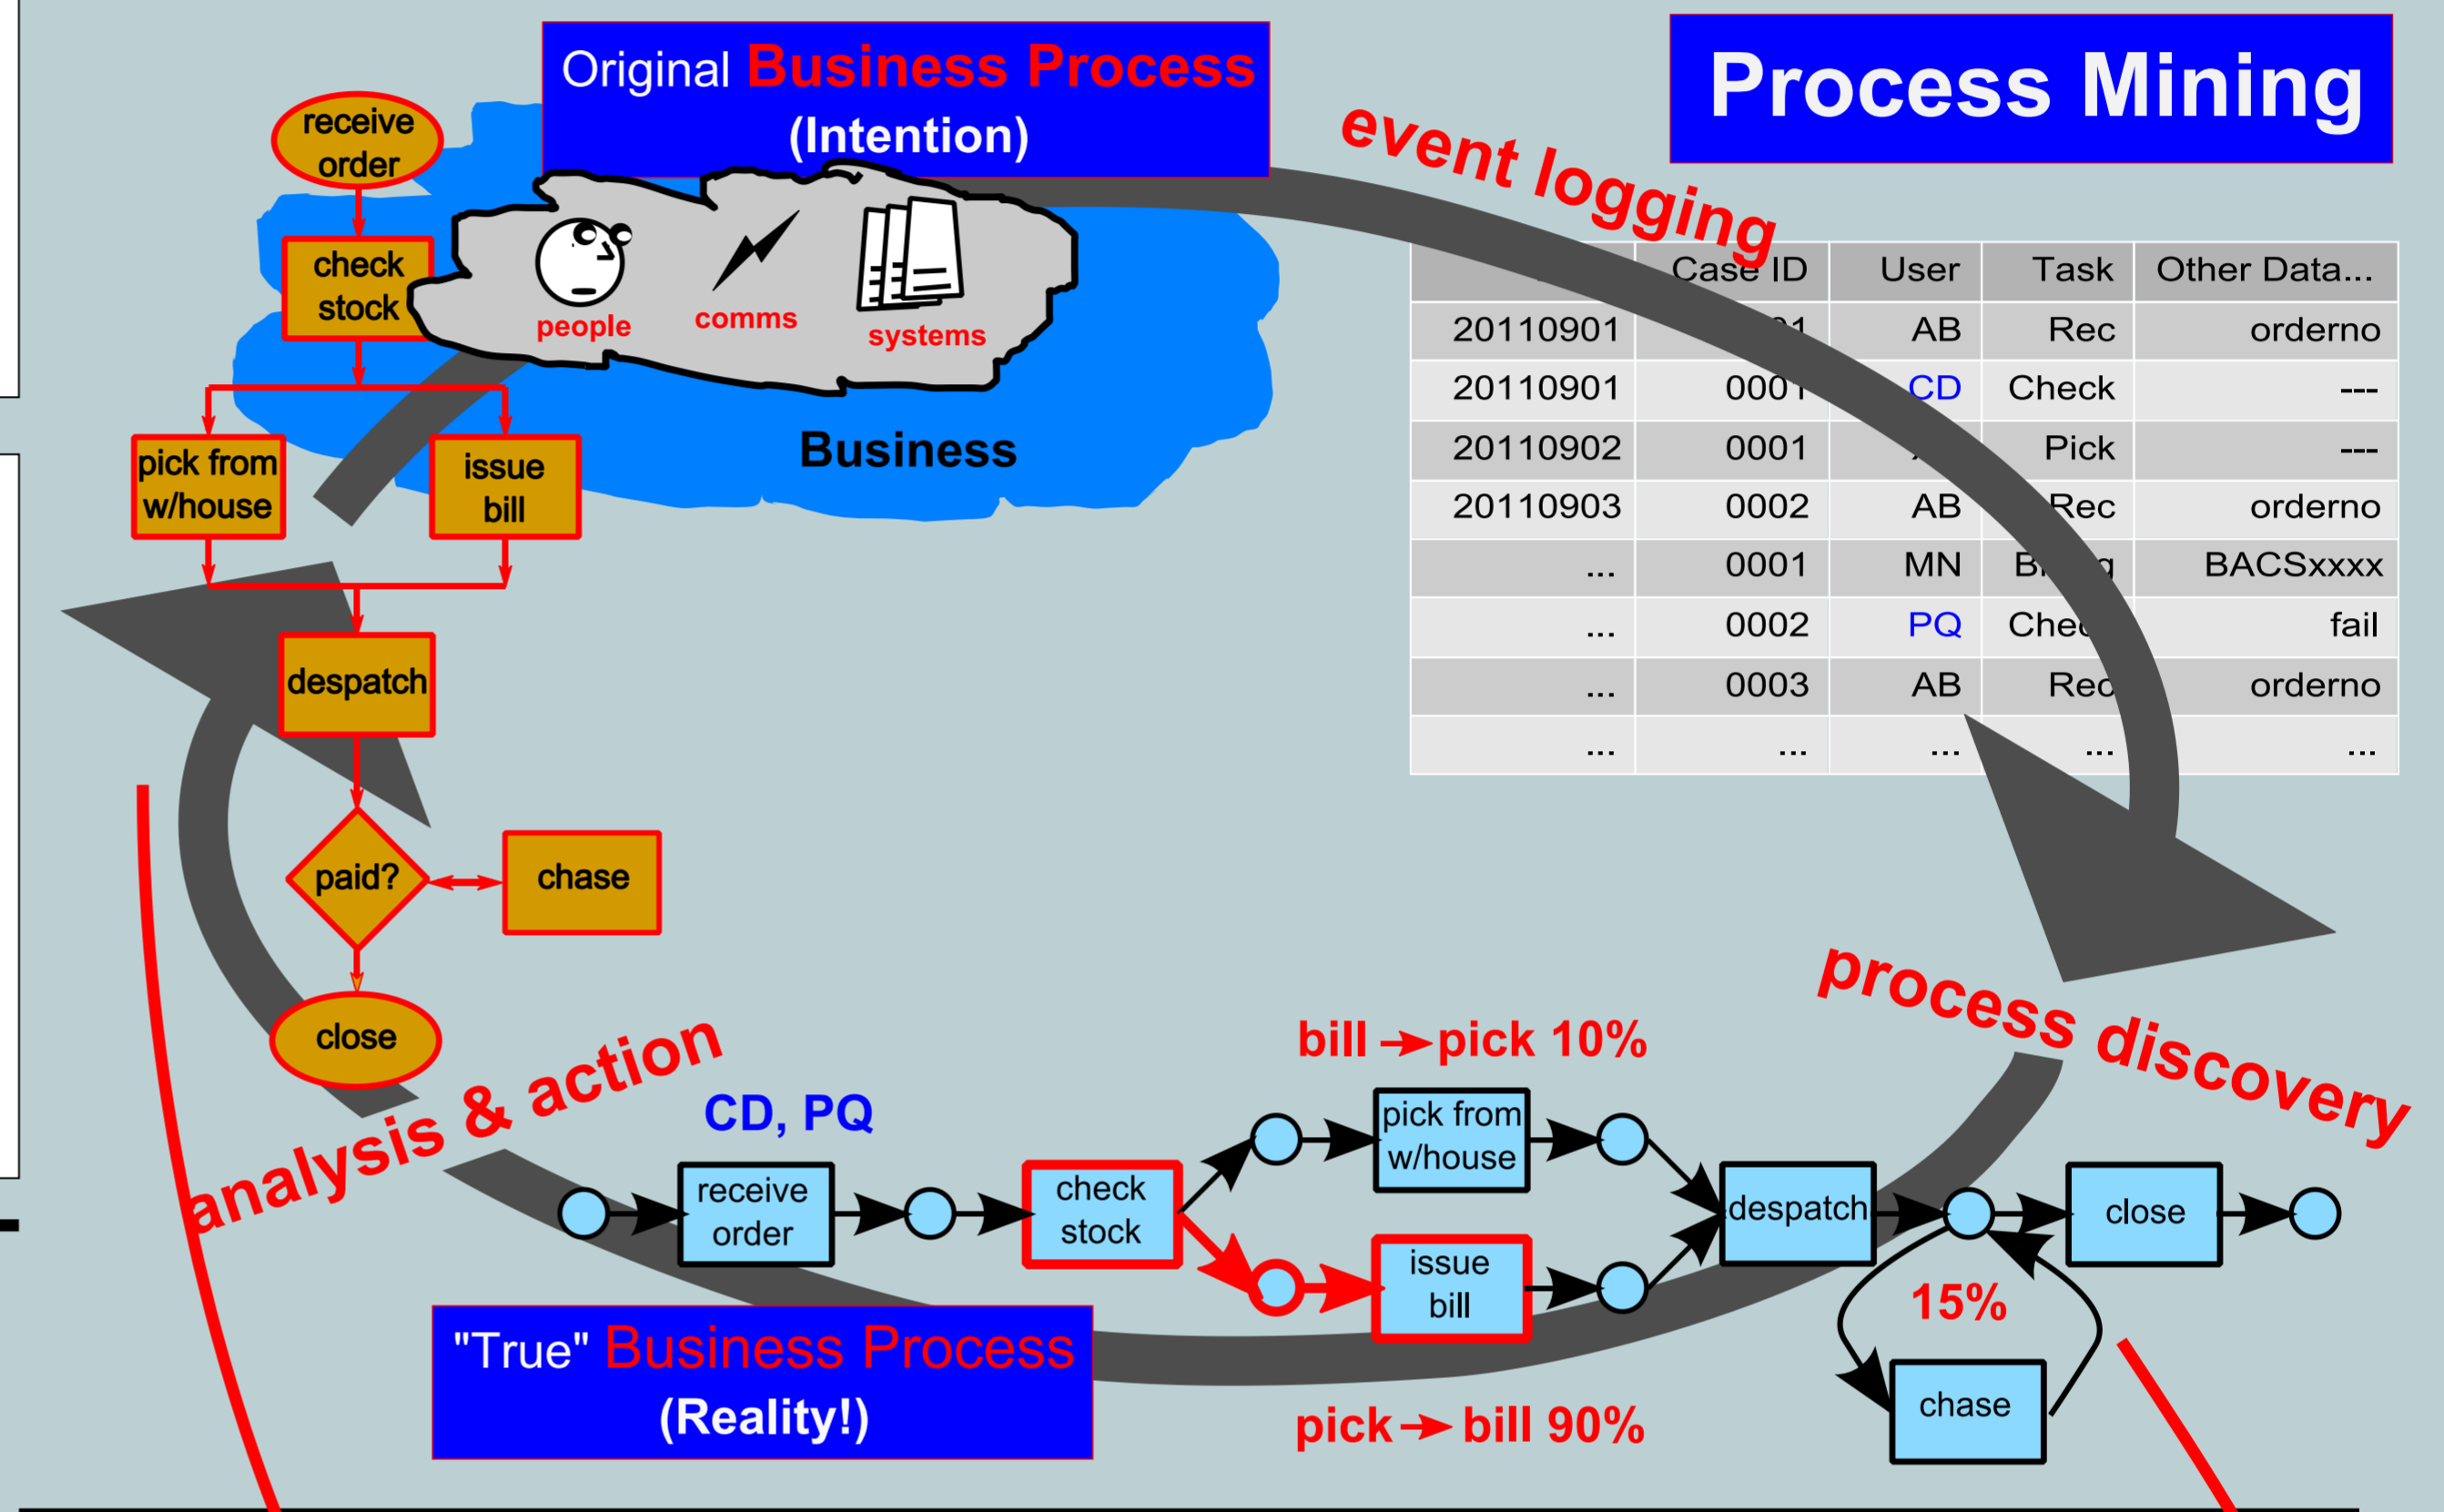 Original Business Process
(Intention)
Process Mining
event logging
receive
order
check
stock
pick from
w/house
issue
bill
despatch
paid?
chase
close
people
comms
systems
Business
Case ID User Task Other Data...
20110901 AB Rec orderno
20110901 0001 CD Check ---
20110902 0001 Pick ---
20110903 0002 AB Rec orderno
... 0001 MN BACSxxxx
... 0002 PQ fail
... 0003 AB Rec orderno
... ... ... ... ...
process discovery
analysis & action
CD, PQ
bill → pick 10%
receive
order
check
stock
pick from
w/house
issue
bill
despatch
close
15%
chase
pick → bill 90%
"True" Business Process
(Reality!)